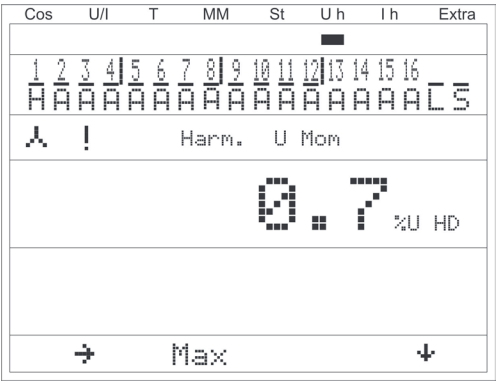 Cos U/I T MM St U h I h Extra
1 2 3 4 5 6 7 8 9 10 11 12 13 14 15 16
H A A A A A A A A A A A A A A A L S
! Harm. U Mom
0.7 %U HD
→ Max ↓